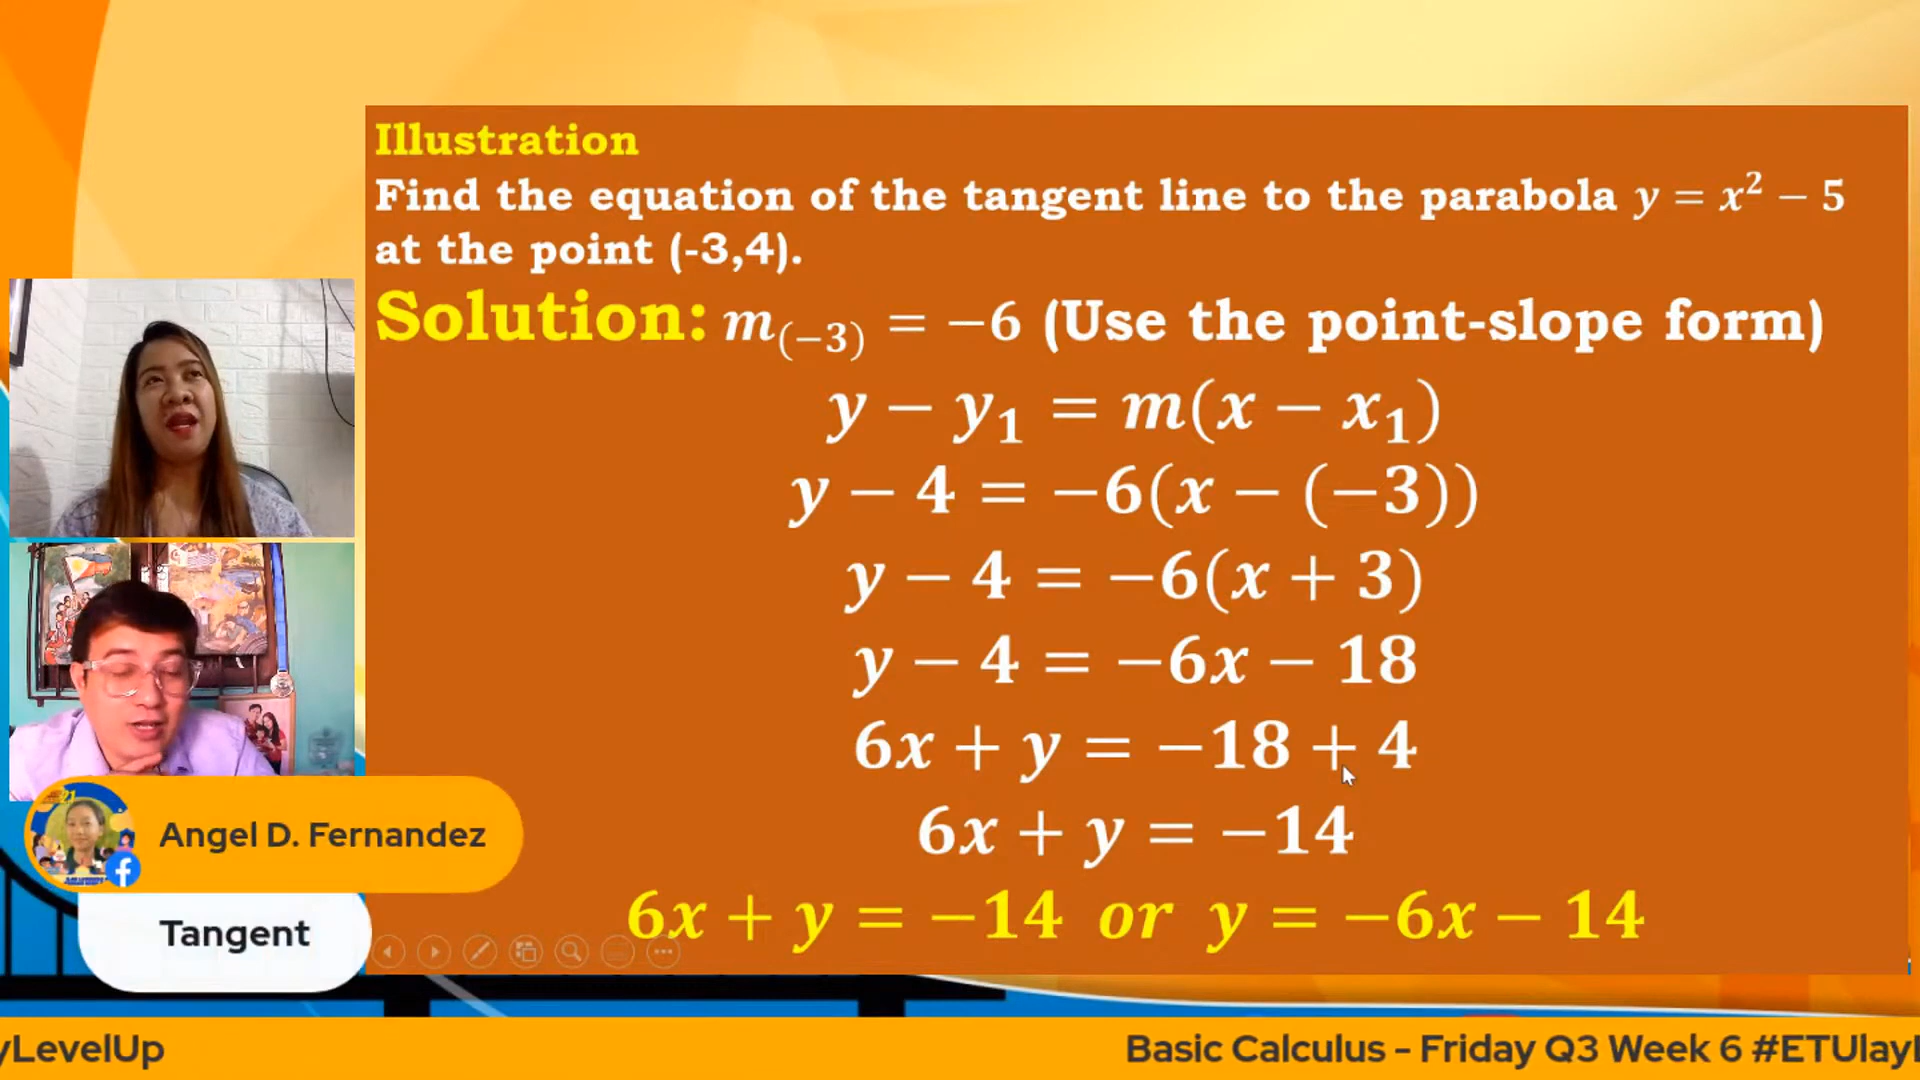 Illustration
Find the equation of the tangent line to the parabola y = x² − 5
at the point (-3,4).
Solution: m₍₋₃₎ = −6 (Use the point-slope form)
y − y₁ = m(x − x₁)
y − 4 = −6(x − (−3))
y − 4 = −6(x + 3)
y − 4 = −6x − 18
6x + y = −18 + 4
6x + y = −14
6x + y = −14 or y = −6x − 14
Angel D. Fernandez
Tangent
yLevelUp
Basic Calculus - Friday Q3 Week 6 #ETUlayL